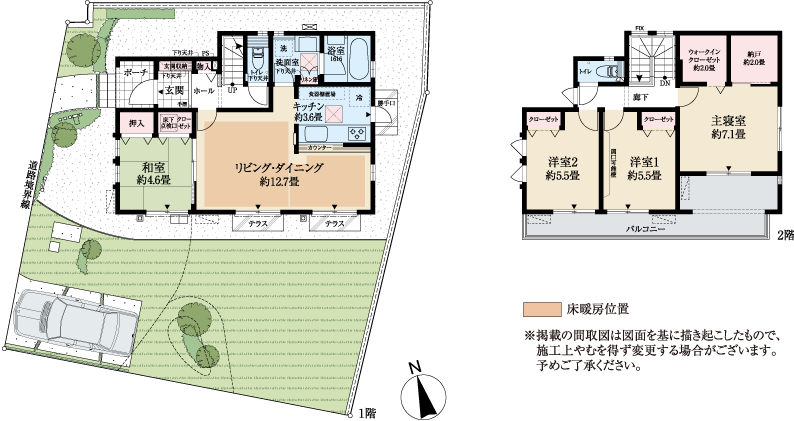 下り天井
PS
玄関収納
物入
下り天井
ポーチ
玄関
ホール
UP
トイレ
下り天井
洗
洗面室
下り天井
リネン庫
浴室
1616
食器棚置場
冷
キッチン
約3.6畳
勝手口
カウンター
押入
床下
点検口
クローゼット
和室
約4.6畳
リビング・ダイニング
約12.7畳
テラス
テラス
道路境界線
1階
N
FIX
トイレ
DN
廊下
ウォークイン
クローゼット
約2.0畳
納戸
約2.0畳
主寝室
約7.1畳
クローゼット
クローゼット
洋室2
約5.5畳
洋室1
約5.5畳
バルコニー
2階
床暖房位置
※掲載の間取図は図面を基に描き起こしたもので、
施工上やむを得ず変更する場合がございます。
予めご了承ください。